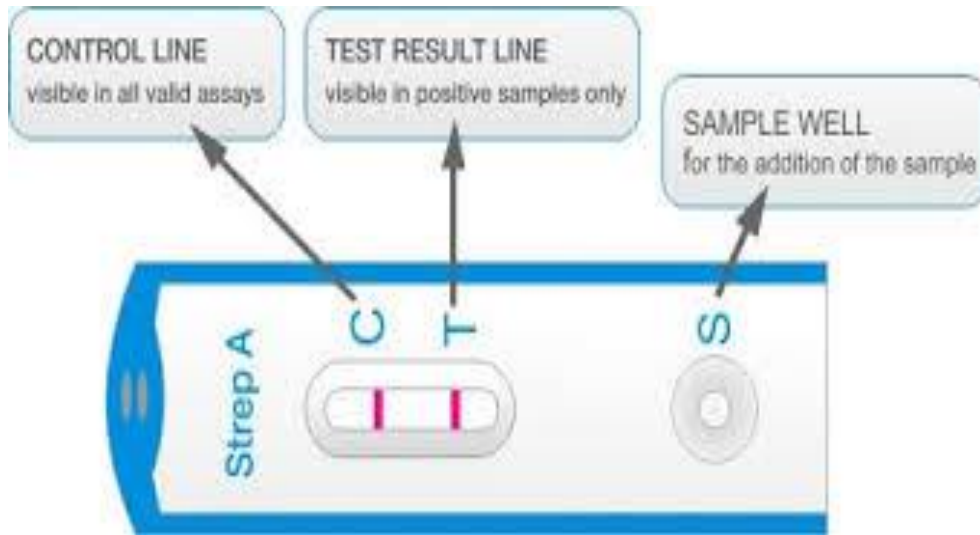 CONTROL LINE
visible in all valid assays
TEST RESULT LINE
visible in positive samples only
SAMPLE WELL
for the addition of the sample
C
T
S
Strep A